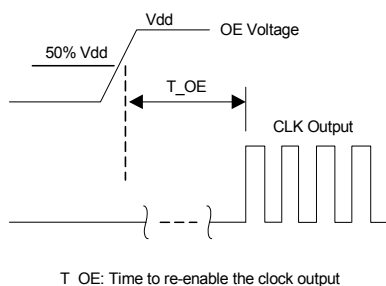 Vdd
OE Voltage
50% Vdd
T_OE
CLK Output
T_OE: Time to re-enable the clock output